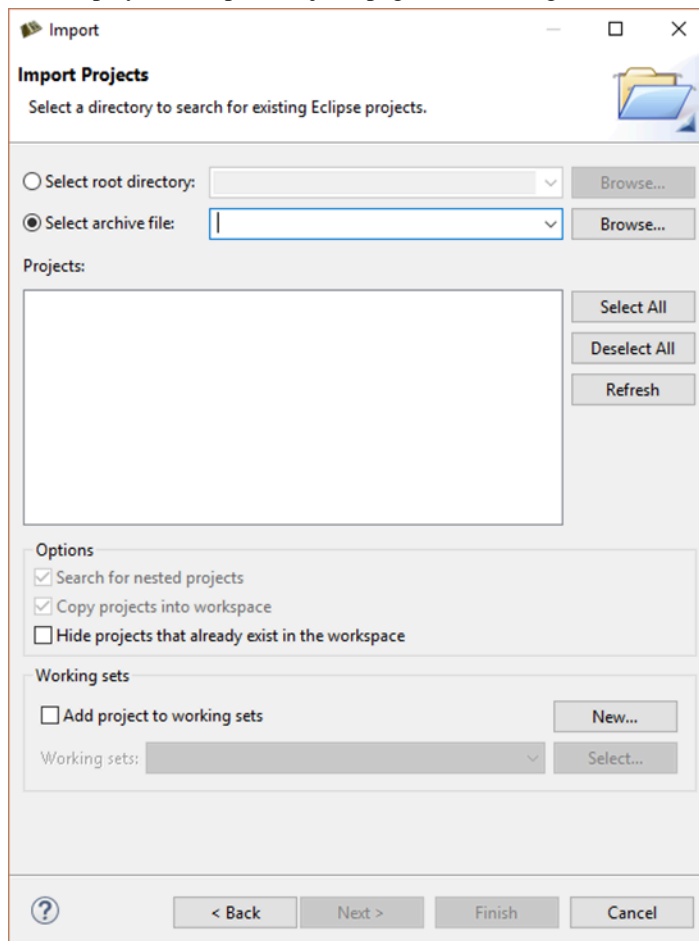 Import
Import Projects
Select a directory to search for existing Eclipse projects.
Select root directory:
Browse...
Select archive file:
Browse...
Projects:
Select All
Deselect All
Refresh
Options
Search for nested projects
Copy projects into workspace
Hide projects that already exist in the workspace
Working sets
Add project to working sets
New...
Working sets:
Select...
?
< Back
Next >
Finish
Cancel